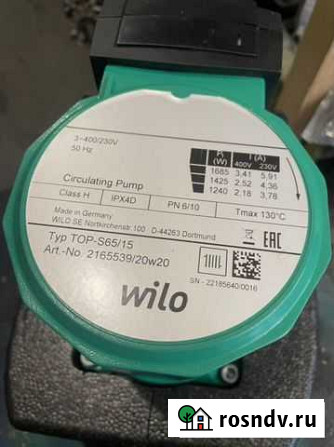 3~400/230V
50 Hz
P₁ (W) I (A)
400V 230V
1685 3,41 5,91
1425 2,52 4,36
1240 2,18 3,78
Circulating Pump
Class H IPX4D PN 6/10 Tmax 130°C
Made in Germany
WILO SE Nortkirchenstr. 100 D-44263 Dortmund
Typ TOP-S65/15
Art.-No. 2165539/20w20
EAC
SN : 22185640/0016
wilo
rosndv.ru